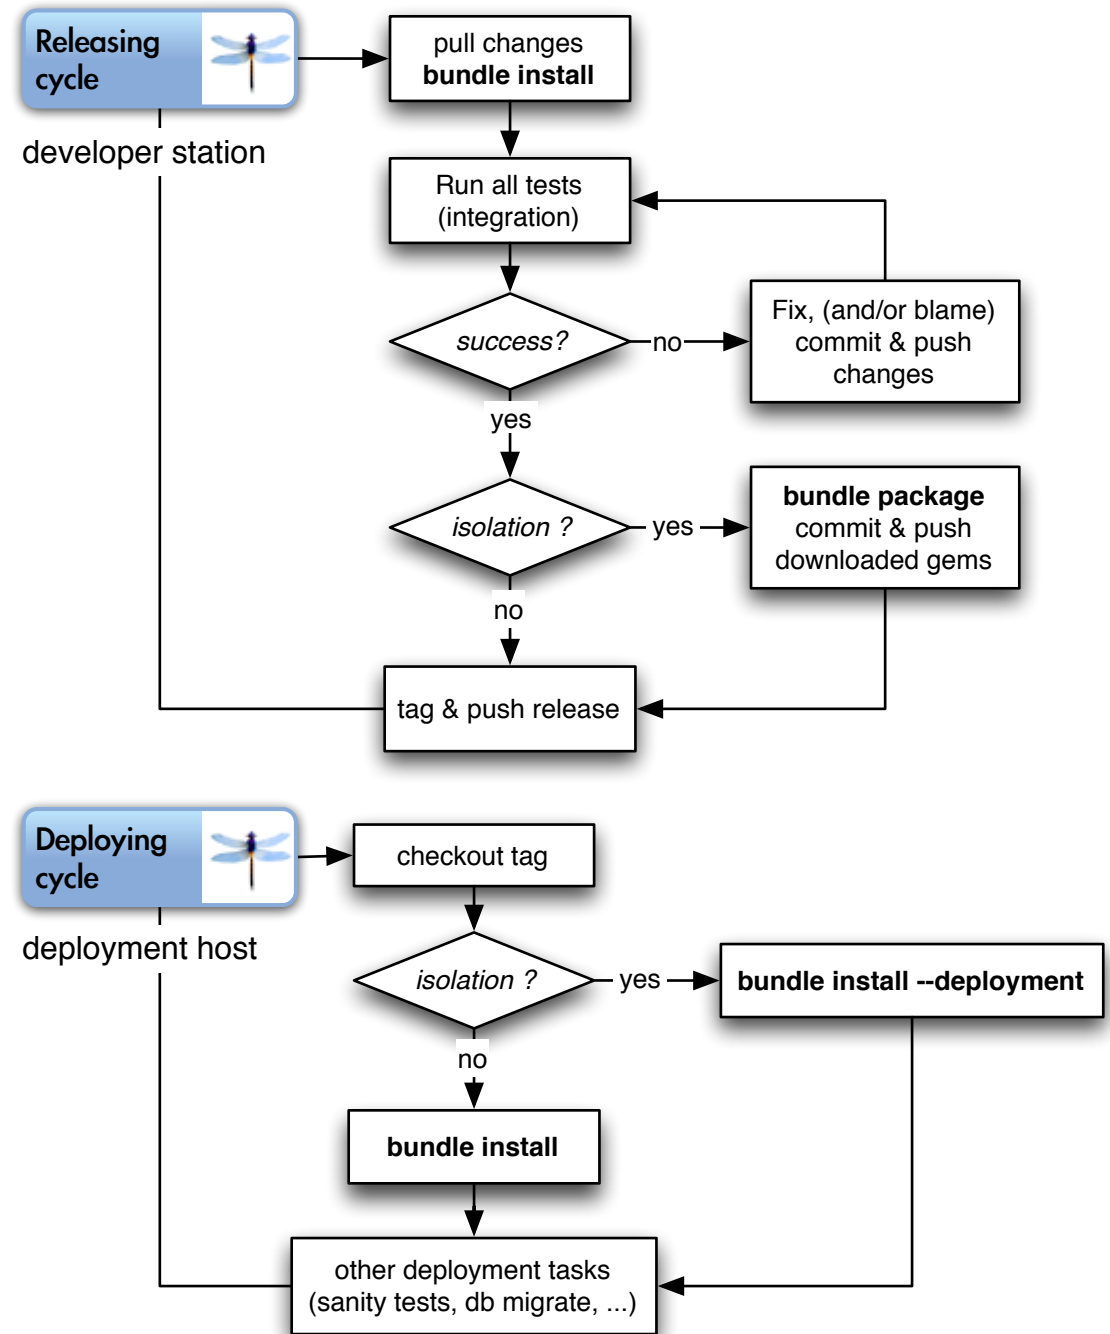 Releasing
cycle
developer station
pull changes
bundle install
Run all tests
(integration)
success?
no
Fix, (and/or blame)
commit & push
changes
yes
isolation ?
yes
bundle package
commit & push
downloaded gems
no
tag & push release
Deploying
cycle
deployment host
checkout tag
isolation ?
yes
bundle install --deployment
no
bundle install
other deployment tasks
(sanity tests, db migrate, ...)